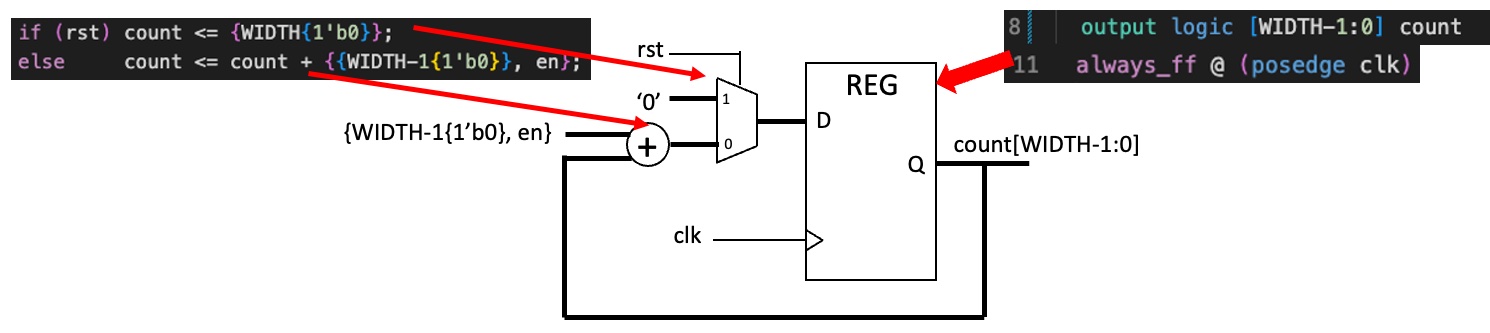 if (rst) count <= {WIDTH{1'b0}};
else count <= count + {{WIDTH-1{1'b0}}, en};
8 output logic [WIDTH-1:0] count
11 always_ff @ (posedge clk)
rst
REG
‘0’
1
D
{WIDTH-1{1’b0}, en}
+
0
count[WIDTH-1:0]
Q
clk